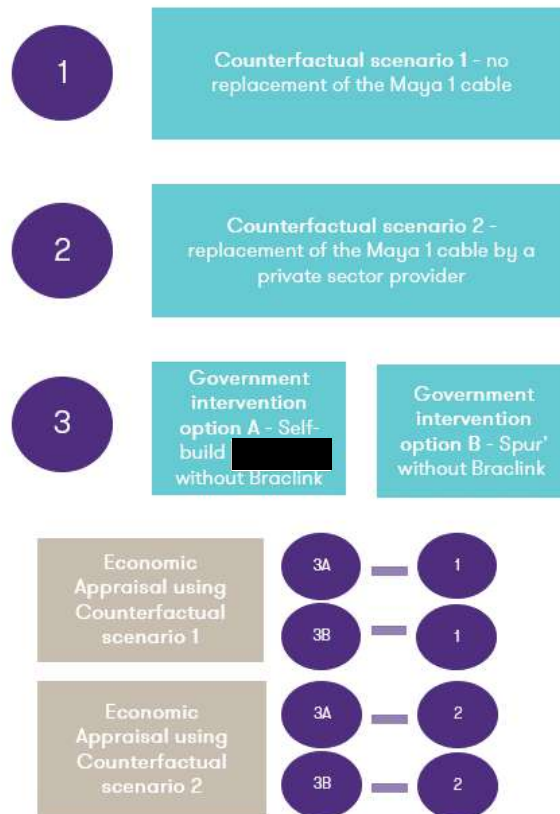 1
Counterfactual scenario 1 - no
replacement of the Maya 1 cable
2
Counterfactual scenario 2 -
replacement of the Maya 1 cable by a
private sector provider
3
Government
intervention
option A - Self-
build
without Braclink
Government
intervention
option B - Spur'
without Braclink
Economic
Appraisal using
Counterfactual
scenario 1
3A
1
3B
1
Economic
Appraisal using
Counterfactual
scenario 2
3A
2
3B
2